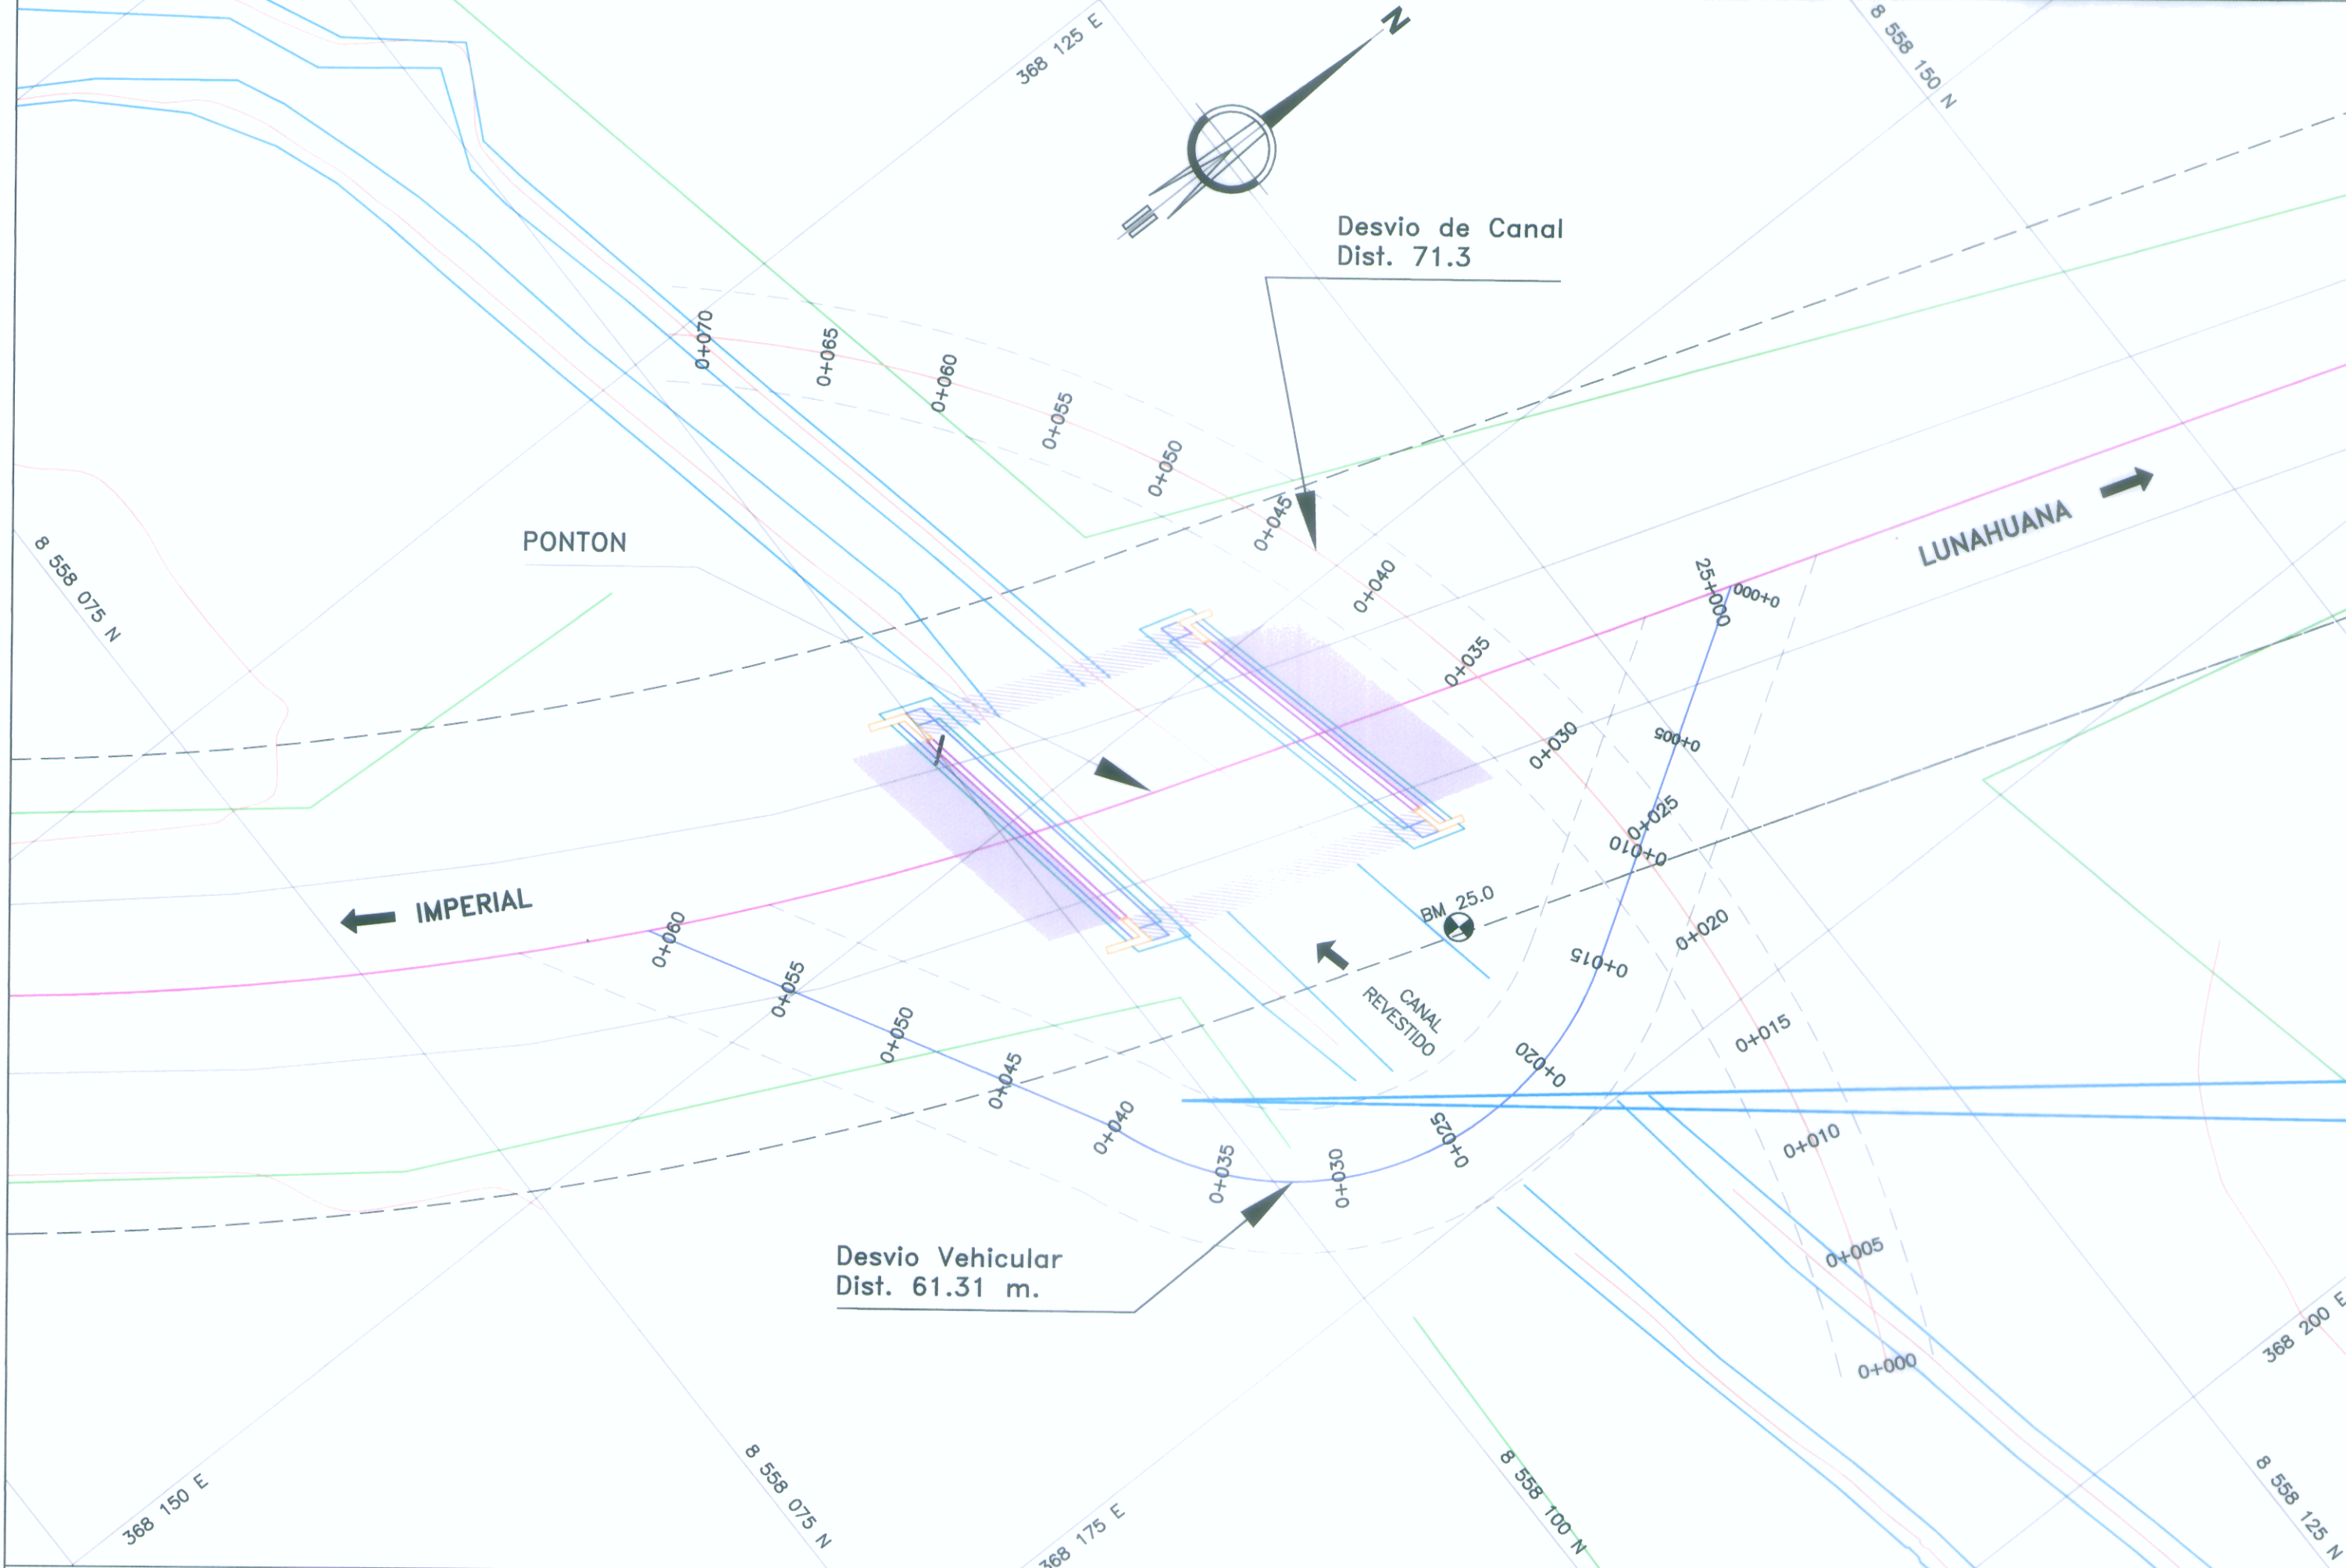 N
368 125 E
8 558 150 N
Desvio de Canal
Dist. 71.3
0+070
0+065
0+060
0+055
0+050
0+045
0+040
0+035
0+030
0+025
0+020
0+015
0+010
0+005
0+000
PONTON
8 558 075 N
LUNAHUANA
25+000
0+000
0+005
0+010
0+015
0+020
0+025
0+030
0+035
0+040
0+045
0+050
0+055
0+060
IMPERIAL
BM 25.0
CANAL
REVESTIDO
Desvio Vehicular
Dist. 61.31 m.
368 200 E
368 150 E
8 558 075 N
368 175 E
8 558 100 N
8 558 125 N